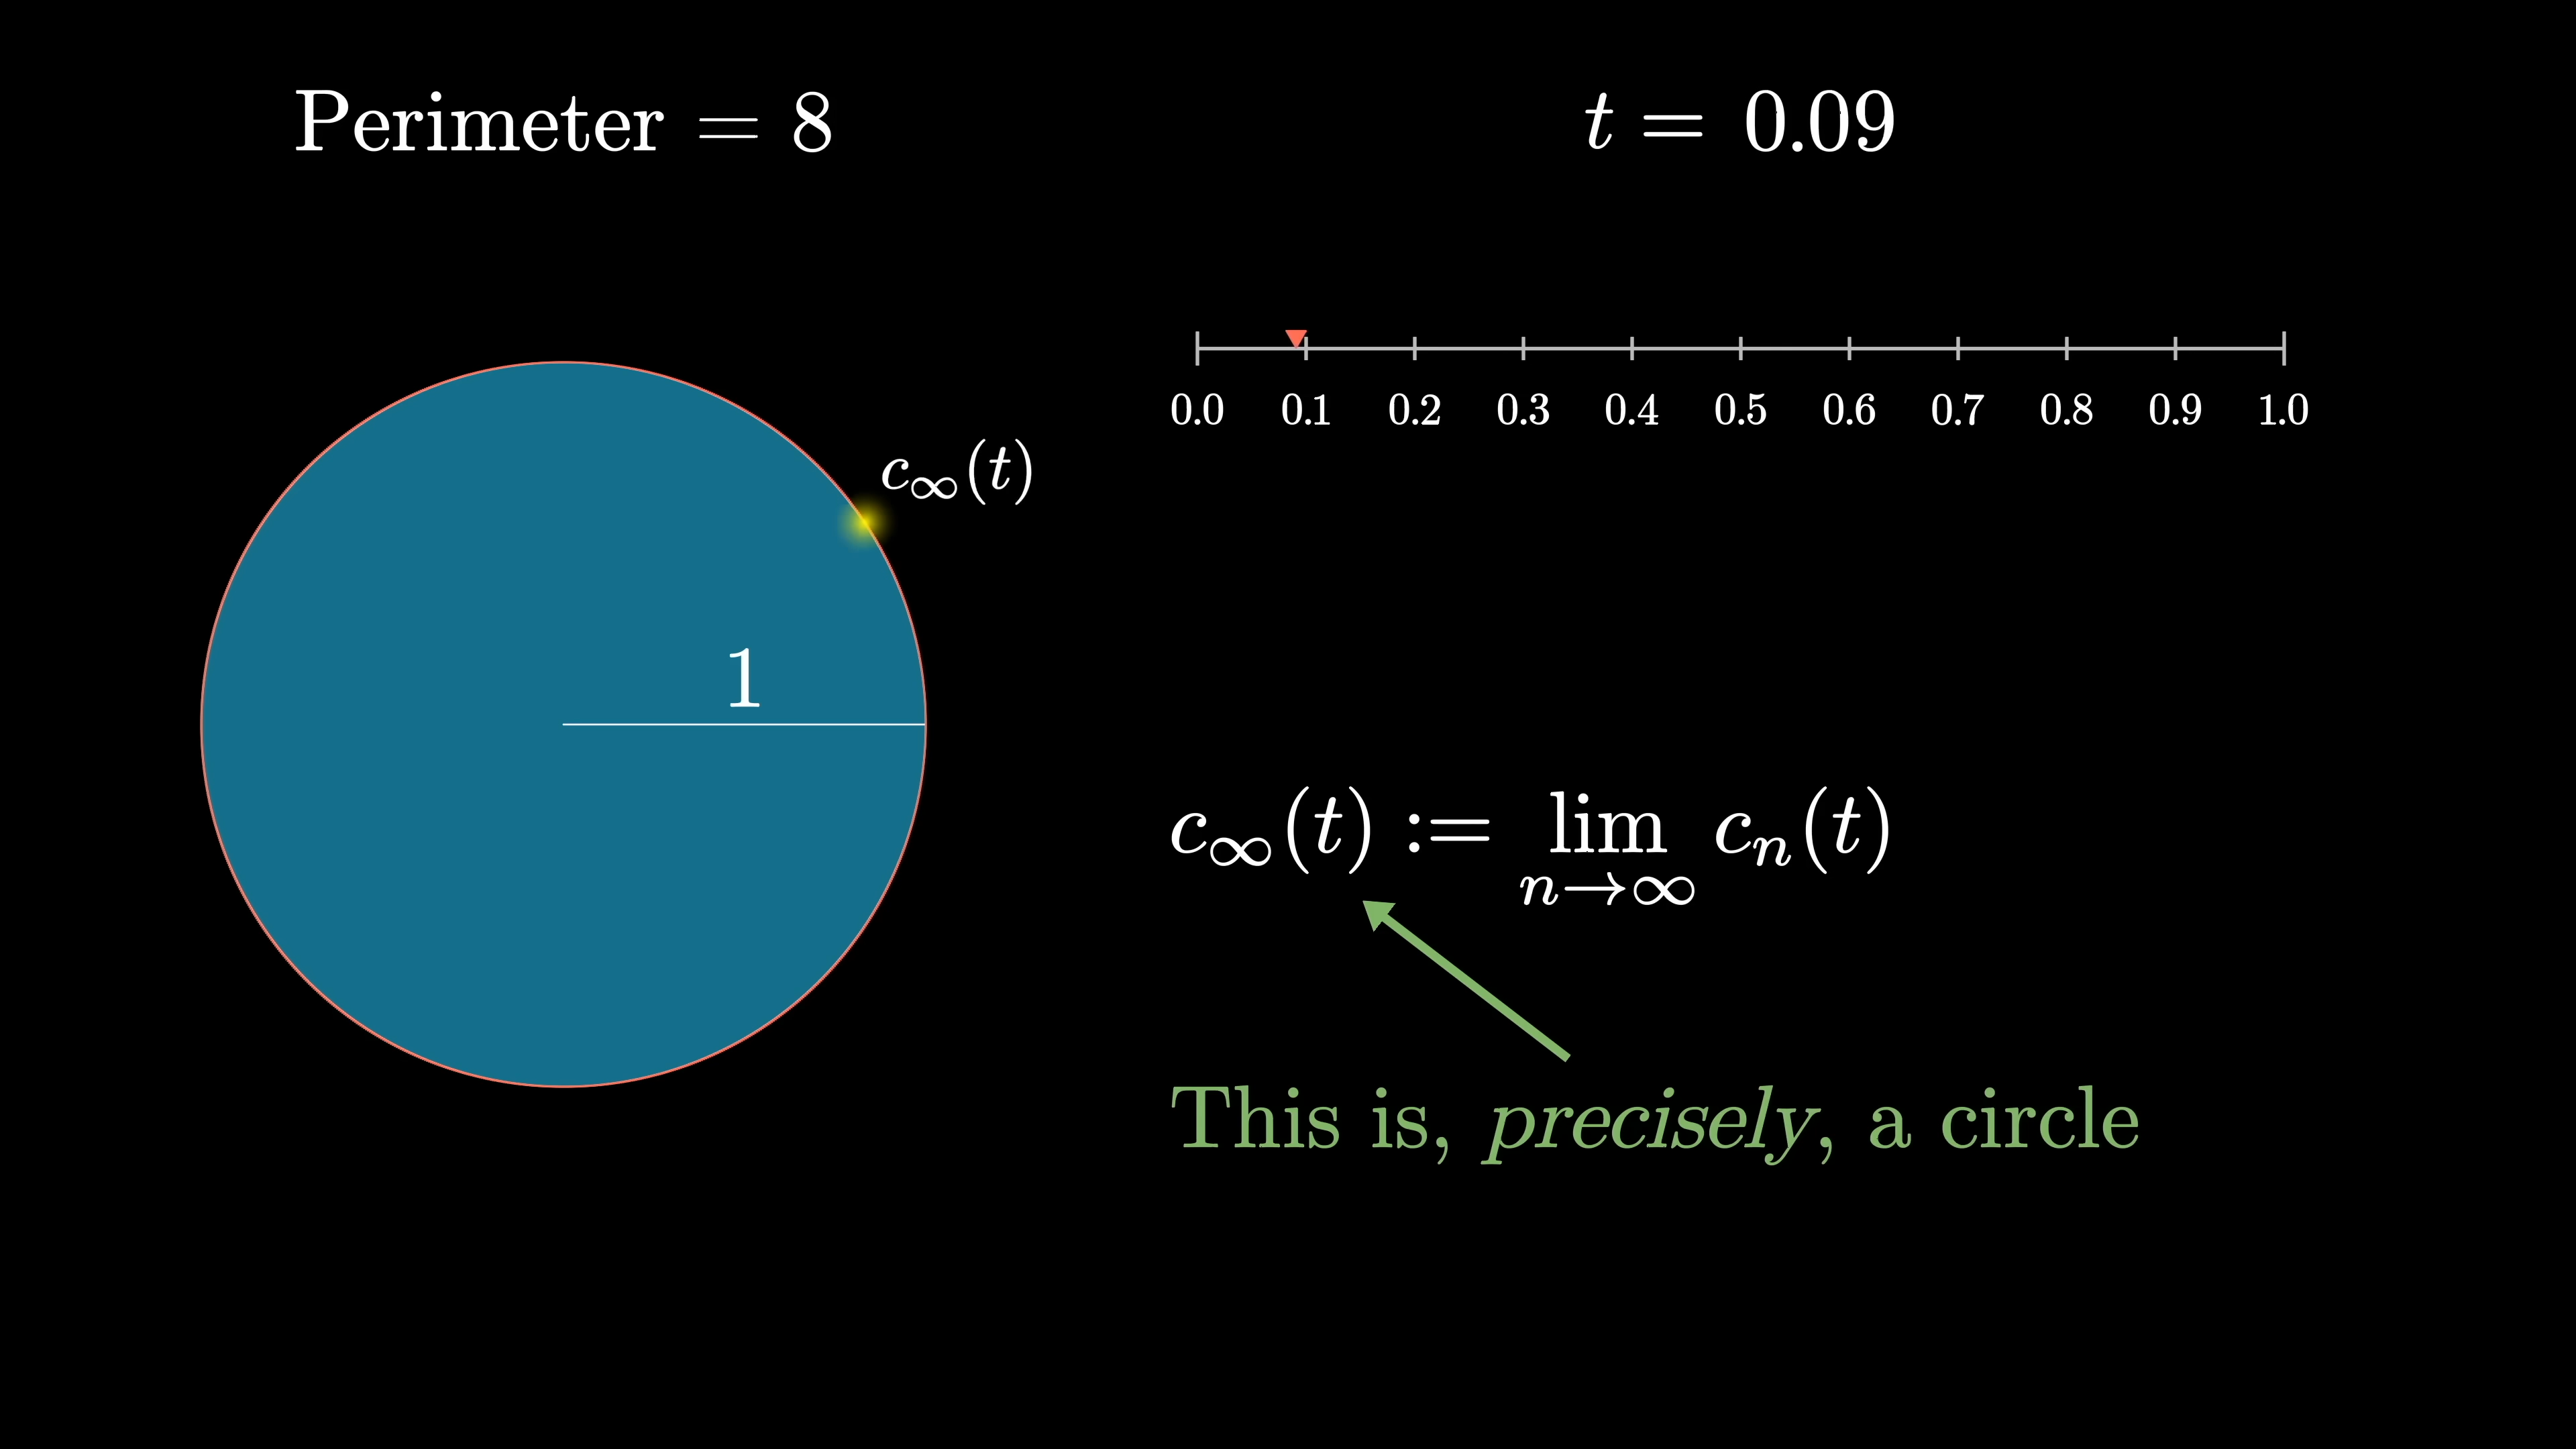 Perimeter = 8
t = 0.09
0.0 0.1 0.2 0.3 0.4 0.5 0.6 0.7 0.8 0.9 1.0
c∞(t)
1
c∞(t) := lim n→∞ cn(t)
This is, precisely, a circle